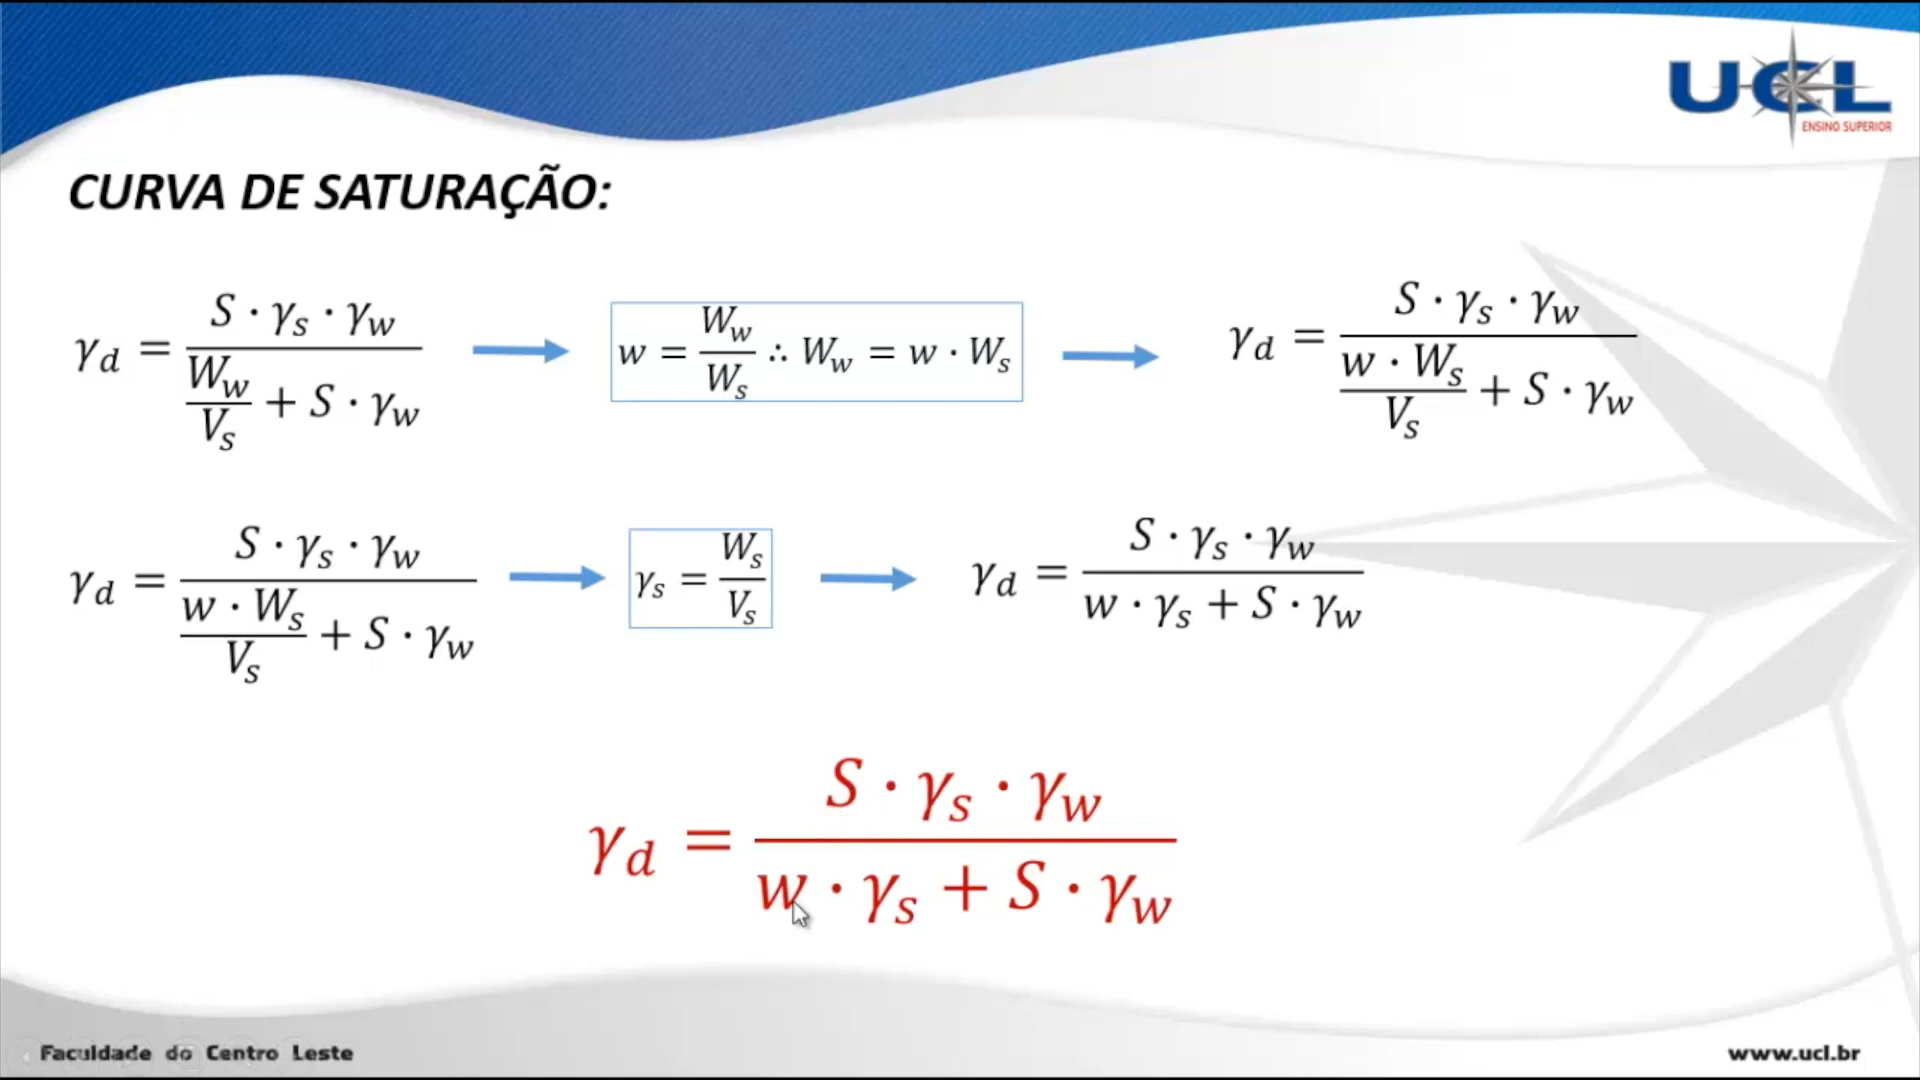 UCL
ENSINO SUPERIOR
CURVA DE SATURAÇÃO:
γ_d = (S · γ_s · γ_w) / (W_w / V_s + S · γ_w) → w = W_w / W_s ∴ W_w = w · W_s → γ_d = (S · γ_s · γ_w) / (w · W_s / V_s + S · γ_w)
γ_d = (S · γ_s · γ_w) / (w · W_s / V_s + S · γ_w) → γ_s = W_s / V_s → γ_d = (S · γ_s · γ_w) / (w · γ_s + S · γ_w)
γ_d = (S · γ_s · γ_w) / (w · γ_s + S · γ_w)
Faculdade do Centro Leste
www.ucl.br